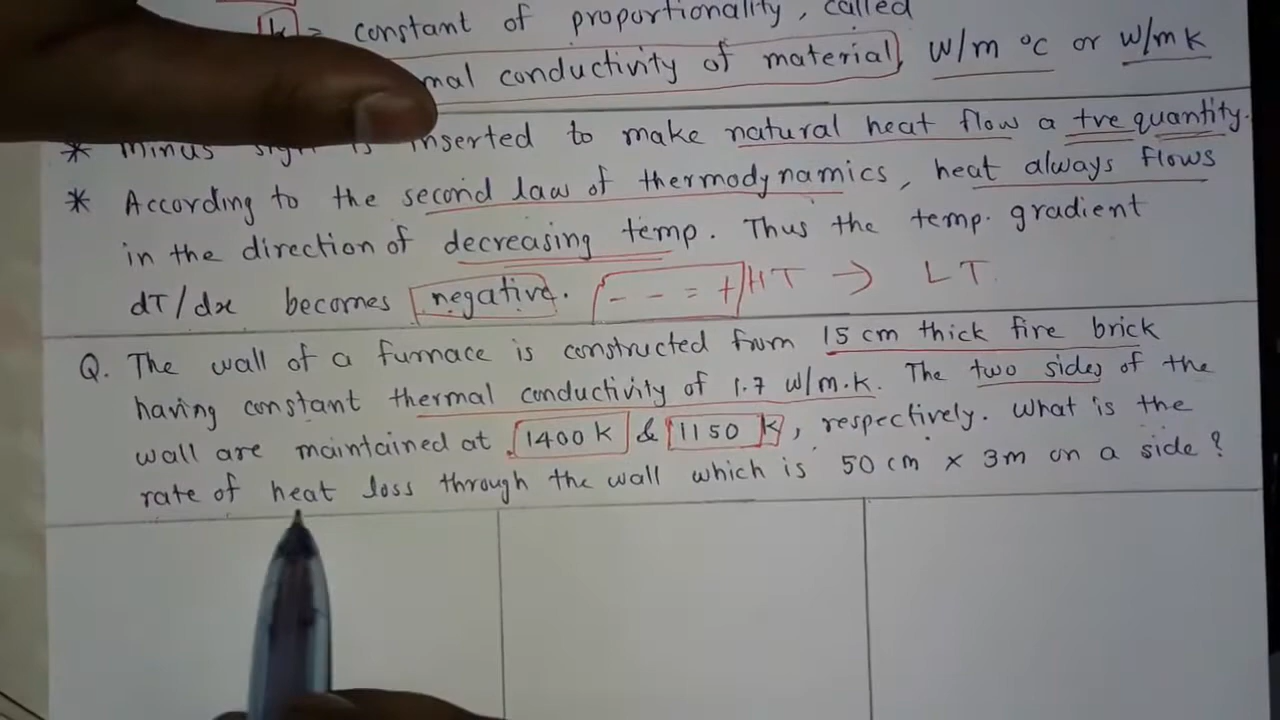 k = constant of proportionality, called
mal conductivity of material, W/m °c or W/mk
* Minus sign is inserted to make natural heat flow a +ve quantity.
* According to the second law of thermodynamics, heat always flows
in the direction of decreasing temp. Thus the temp. gradient
dT/dx becomes negative. - - = + HT → LT
Q. The wall of a furnace is constructed from 15 cm thick fire brick
having constant thermal conductivity of 1.7 W/m.k. The two sides of the
wall are maintained at 1400 k & 1150 k, respectively. What is the
rate of heat loss through the wall which is 50 cm x 3m on a side?